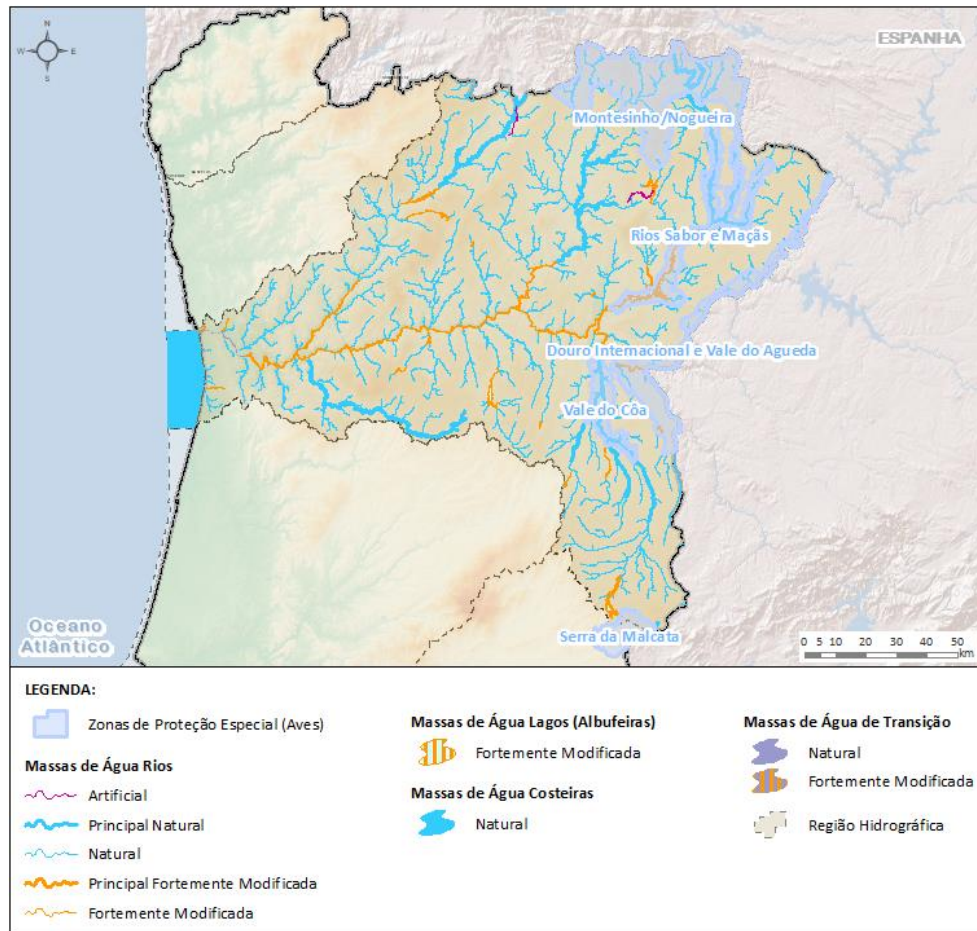 N
W E
S
ESPANHA
Montesinho/Nogueira
Rios Sabor e Maçãs
Douro Internacional e Vale do Agueda
Vale do Côa
Serra da Malcata
Oceano
Atlântico
0 5 10 20 30 40 50
km
LEGENDA:
Zonas de Proteção Especial (Aves)
Massas de Água Rios
Artificial
Principal Natural
Natural
Principal Fortemente Modificada
Fortemente Modificada
Massas de Água Lagos (Albufeiras)
Fortemente Modificada
Massas de Água Costeiras
Natural
Massas de Água de Transição
Natural
Fortemente Modificada
Região Hidrográfica